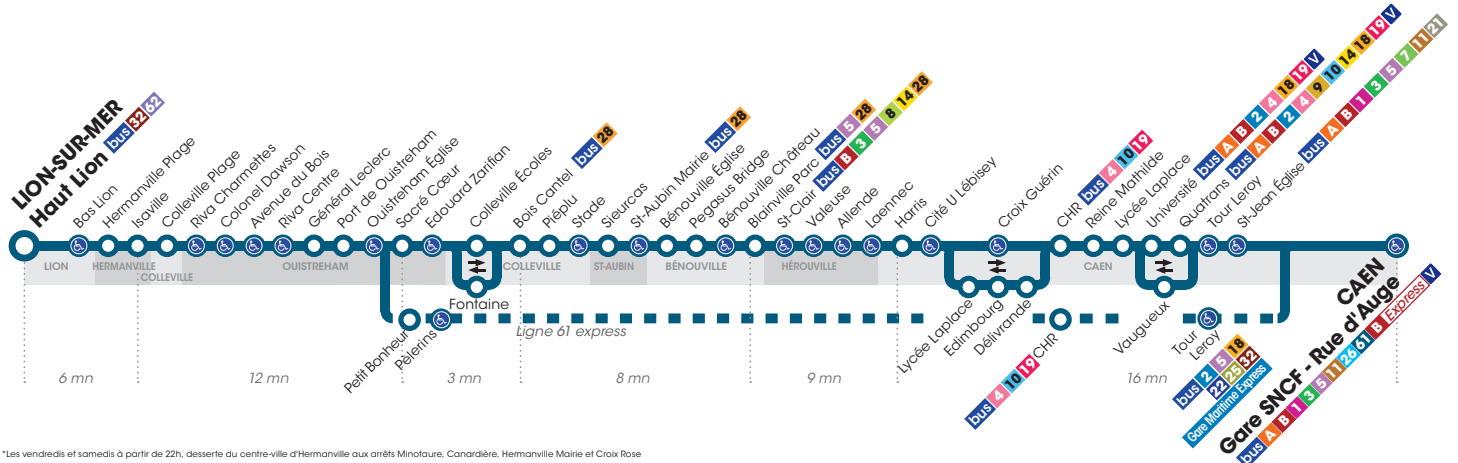 LION-SUR-MER
Haut Lion bus 32 62
Bas Lion
Hermanville Plage
Isaville
Colleville Plage
Riva Charmettes
Colonel Dawson
Avenue du Bois
Riva Centre
Général Leclerc
Port de Ouistreham
Ouistreham Église
Sacré Cœur
Edouard Zarifian
Colleville Écoles
Bois Cantel bus 28
Piéplu
Stade
Sieurcas
St-Aubin Mairie bus 28
Bénouville Église
Pegasus Bridge
Bénouville Château
Blainville Parc bus 5 28
St-Clair bus B 3 5 8 14 28
Valeuse
Allende
Laennec
Harris
Cité U Lébisey
Croix Guérin
CHR bus 4 10 19
Reine Mathilde
Lycée Laplace
Université bus A B 2 4 18 19 V
Quatrans bus A B 2 4 9 10 14 18 19 V
Tour Leroy
St-Jean Église bus A B 1 3 5 7 11 21
LION
HERMANVILLE
COLLEVILLE
OUISTREHAM
COLLEVILLE
ST-AUBIN
BÉNOUVILLE
HÉROUVILLE
CAEN
Fontaine
Petit Bonheur
Pèlerins
Ligne 61 express
Lycée Laplace
Edimbourg
Délivrande
bus 4 10 19 CHR
Vaugueux
Tour
Leroy
bus 2 5 18
22 25 32
Gare Maritime Express
CAEN
Gare SNCF - Rue d'Auge
bus A B 1 3 5 11 26 61 B Express V
6 mn
12 mn
3 mn
8 mn
9 mn
16 mn
*Les vendredis et samedis à partir de 22h, desserte du centre-ville d'Hermanville aux arrêts Minotaure, Canardière, Hermanville Mairie et Croix Rose